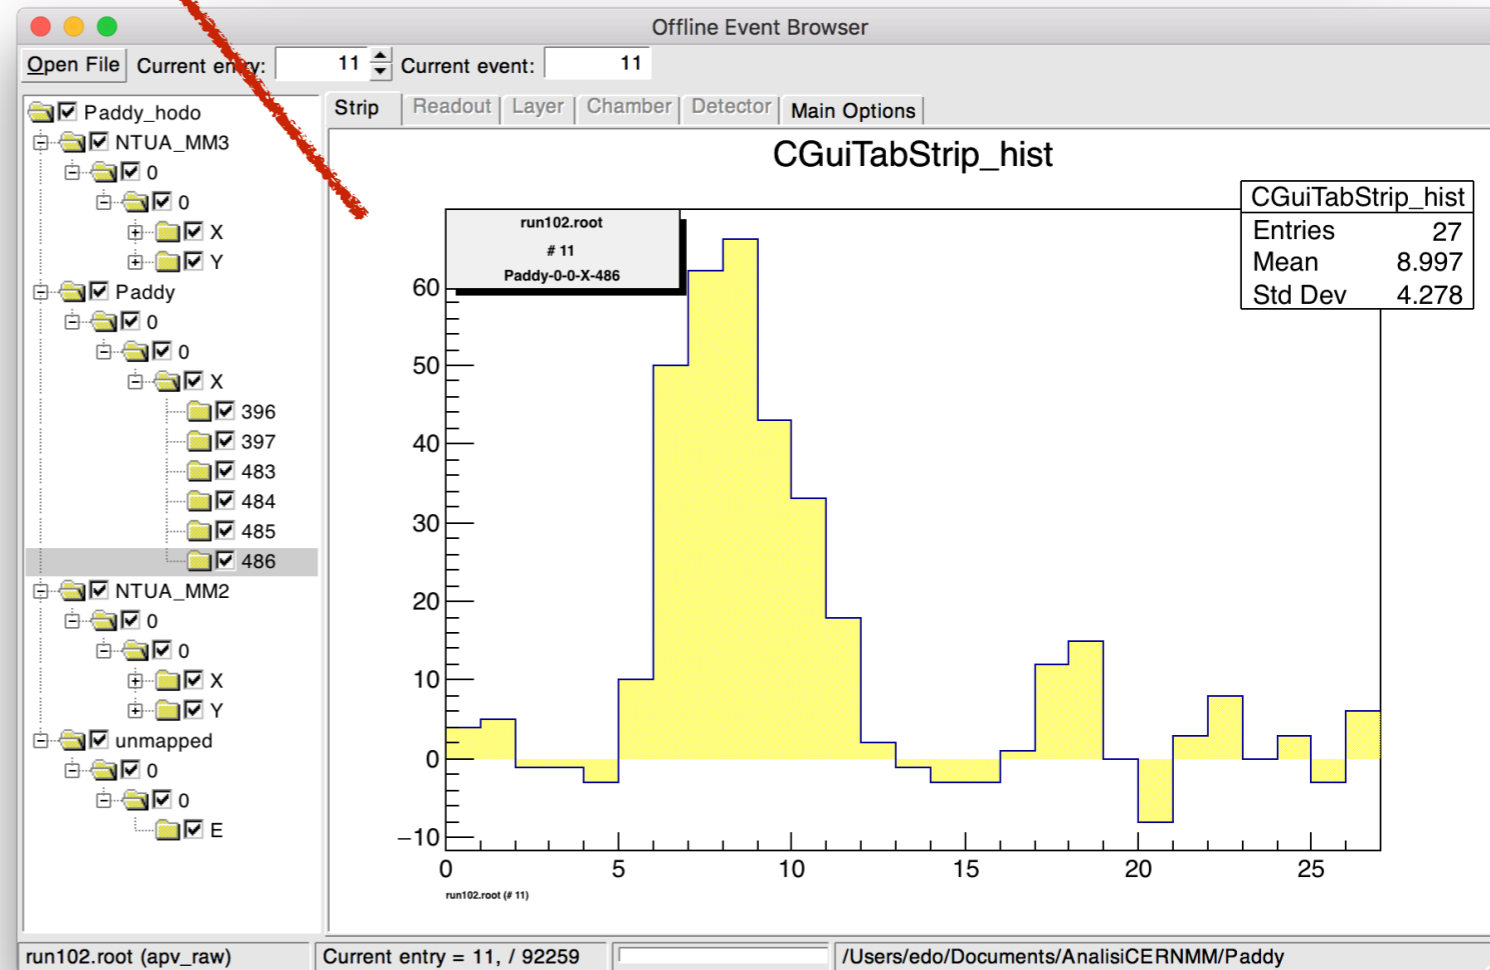 Offline Event Browser
Open File Current entry: 11 Current event: 11
Strip Readout Layer Chamber Detector Main Options
Paddy_hodo
NTUA_MM3
0
0
X
Y
Paddy
0
0
X
396
397
483
484
485
486
NTUA_MM2
0
0
X
Y
unmapped
0
0
E
CGuiTabStrip_hist
run102.root
# 11
Paddy-0-0-X-486
CGuiTabStrip_hist
Entries 27
Mean 8.997
Std Dev 4.278
60
50
40
30
20
10
0
−10
0 5 10 15 20 25
run102.root (# 11)
run102.root (apv_raw) Current entry = 11, / 92259 /Users/edo/Documents/AnalisiCERNMM/Paddy